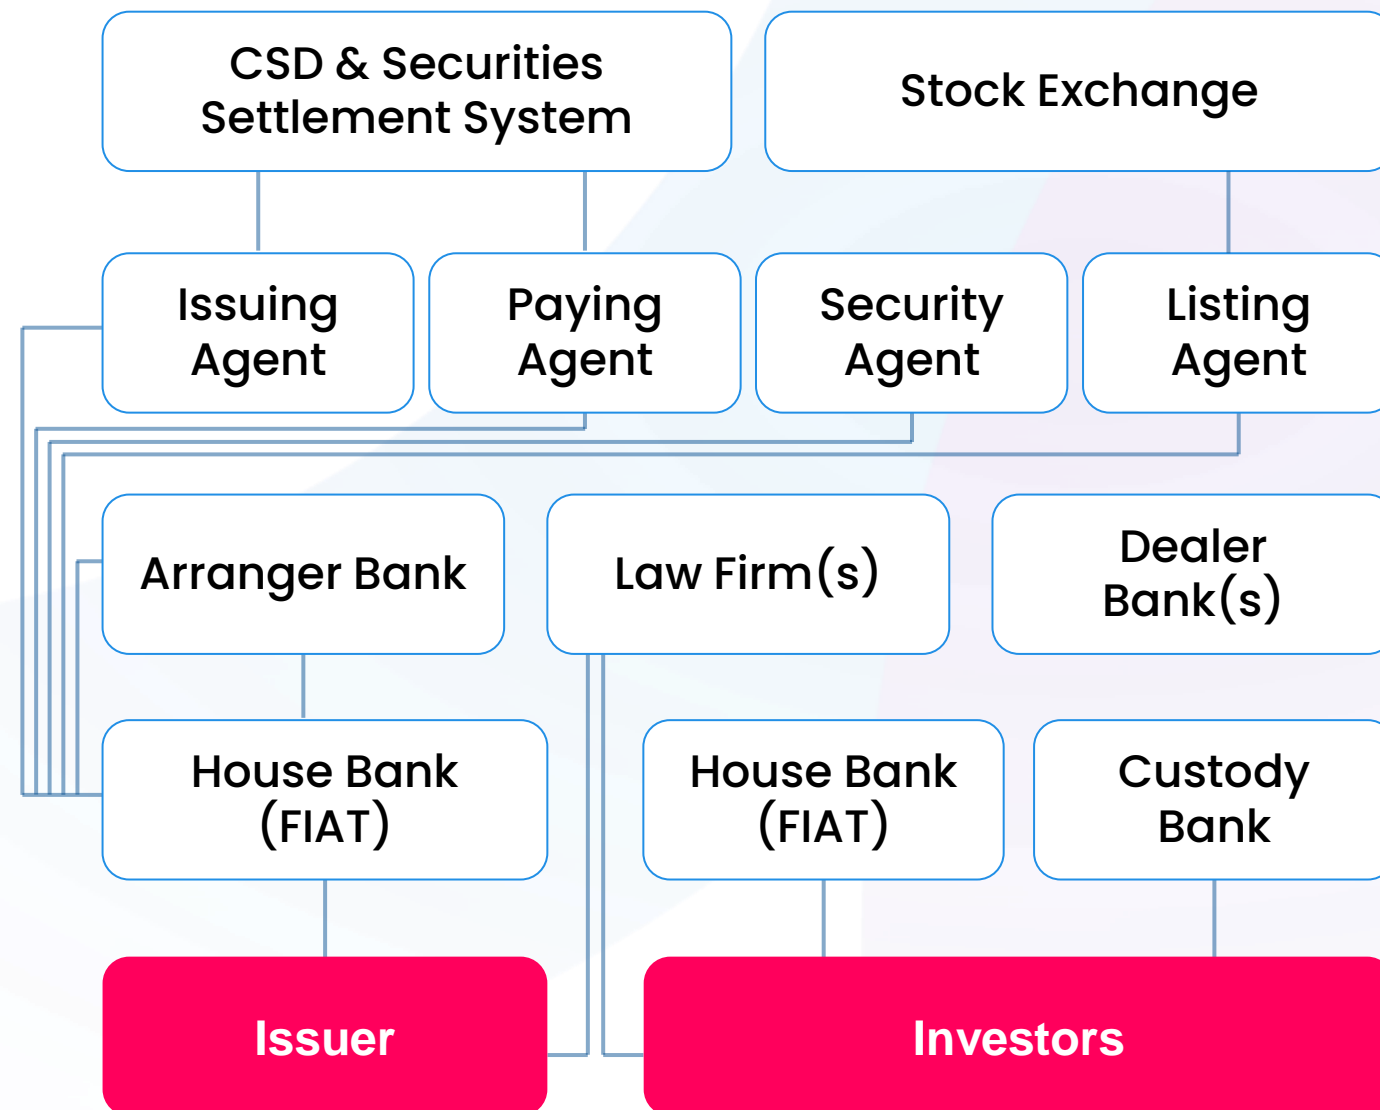 CSD & Securities
Settlement System
Stock Exchange
Issuing
Agent
Paying
Agent
Security
Agent
Listing
Agent
Arranger Bank
Law Firm(s)
Dealer
Bank(s)
House Bank
(FIAT)
House Bank
(FIAT)
Custody
Bank
Issuer
Investors